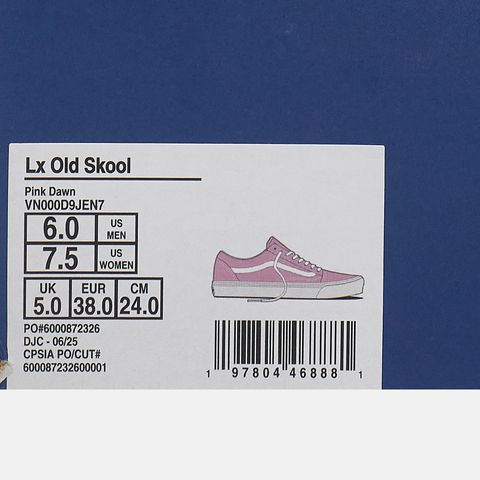 Lx Old Skool
Pink Dawn
VN000D9JEN7
6.0 US MEN
7.5 US WOMEN
UK EUR CM
5.0 38.0 24.0
PO#6000872326
DJC - 06/25
CPSIA PO/CUT#
600087232600001
1 97804 46888 1